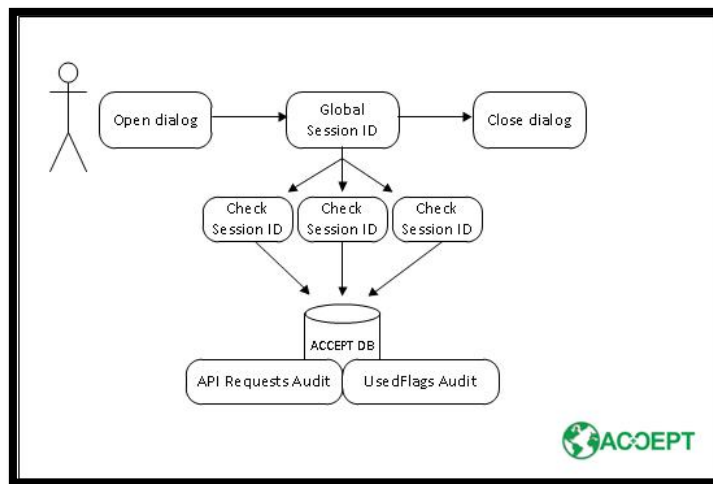 Open dialog
Global
Session ID
Close dialog
Check
Session ID
Check
Session ID
Check
Session ID
ACCEPT DB
API Requests Audit
UsedFlags Audit
ACCEPT